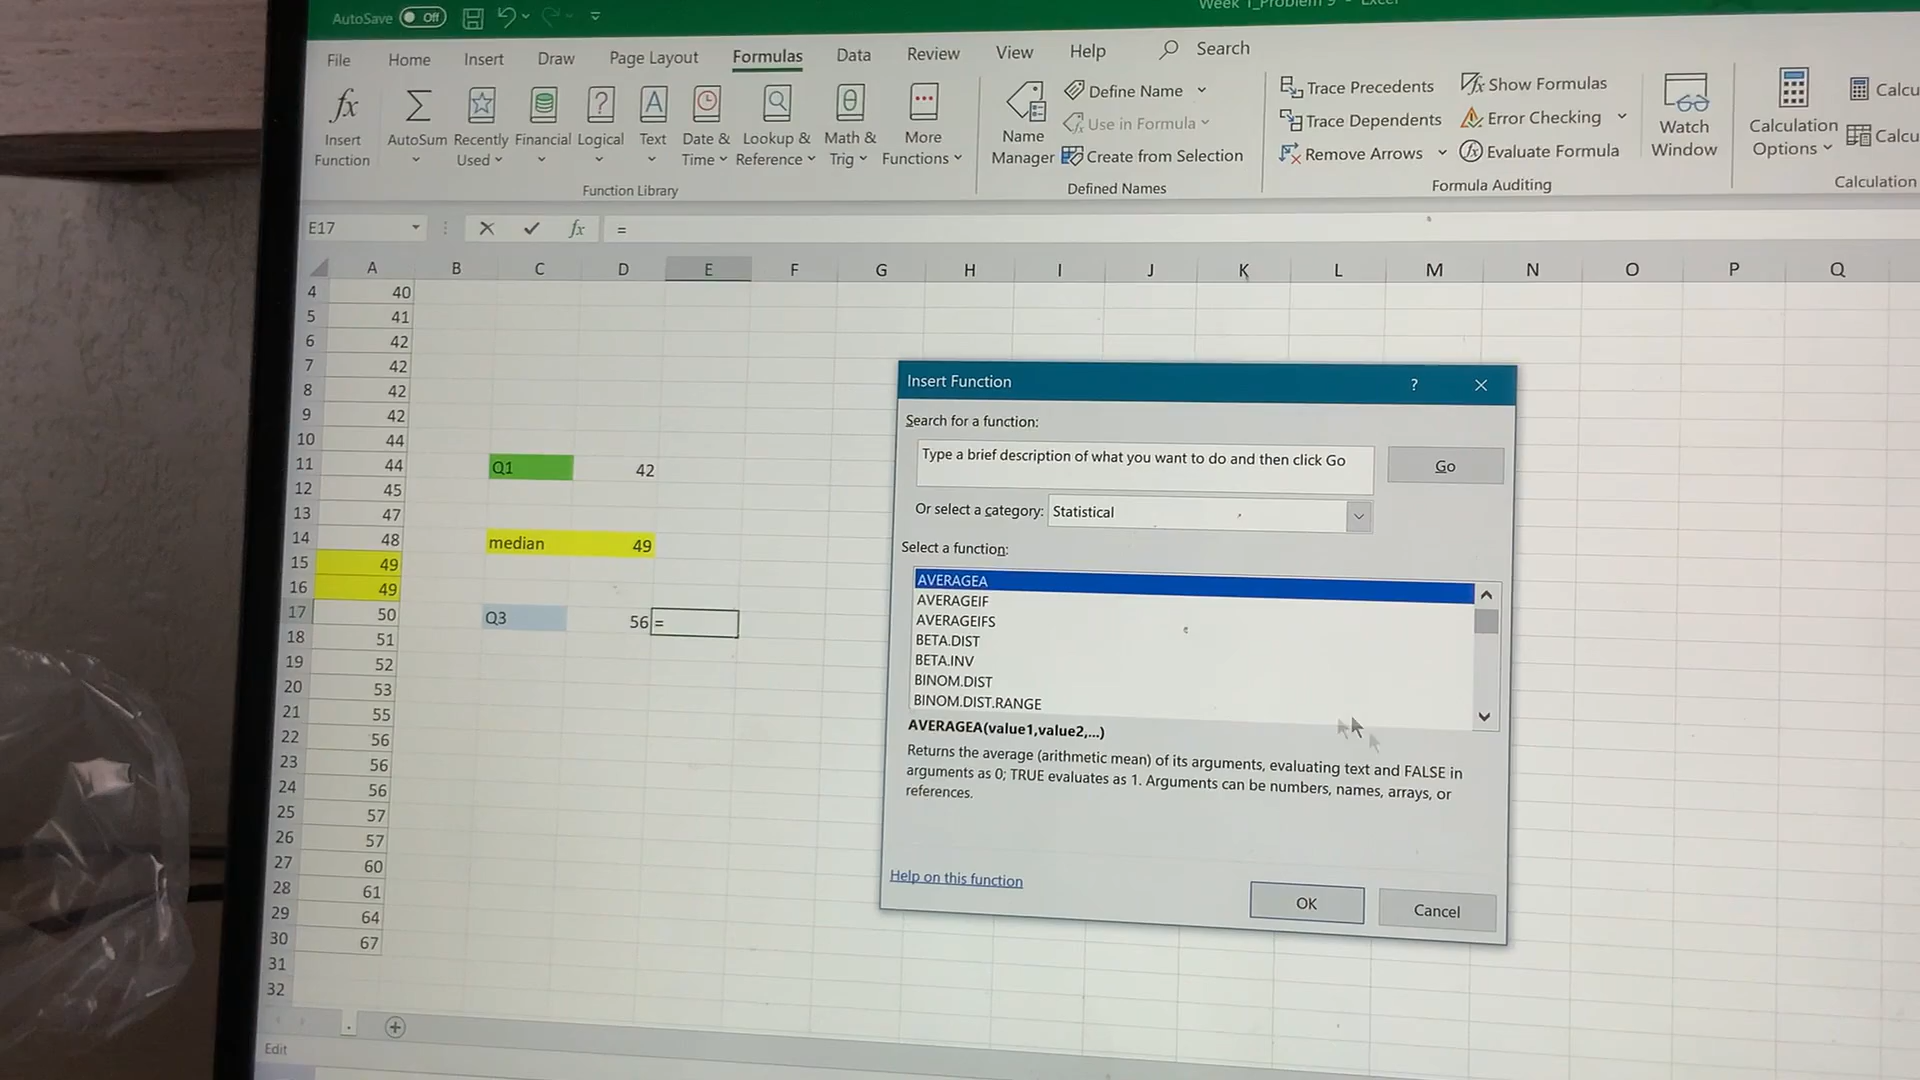 AutoSave Off
File Home Insert Draw Page Layout Formulas Data Review View Help Search
Insert Function
AutoSum
Recently Used
Financial
Logical
Text
Date & Time
Lookup & Reference
Math & Trig
More Functions
Function Library
Name Manager
Define Name
Use in Formula
Create from Selection
Defined Names
Trace Precedents
Trace Dependents
Remove Arrows
Show Formulas
Error Checking
Evaluate Formula
Formula Auditing
Watch Window
Calculation Options
Calculation
E17 fx =
A B C D E F G H I J K L M N O P Q
4 40
5 41
6 42
7 42
8 42
9 42
10 44
11 44 Q1 42
12 45
13 47
14 48 median 49
15 49
16 49
17 50 Q3 56 =
18 51
19 52
20 53
21 55
22 56
23 56
24 56
25 57
26 57
27 60
28 61
29 64
30 67
31
32
Edit
Insert Function ?
Search for a function:
Type a brief description of what you want to do and then click Go
Go
Or select a category: Statistical
Select a function:
AVERAGEA
AVERAGEIF
AVERAGEIFS
BETA.DIST
BETA.INV
BINOM.DIST
BINOM.DIST.RANGE
AVERAGEA(value1,value2,...)
Returns the average (arithmetic mean) of its arguments, evaluating text and FALSE in
arguments as 0; TRUE evaluates as 1. Arguments can be numbers, names, arrays, or
references.
Help on this function
OK Cancel